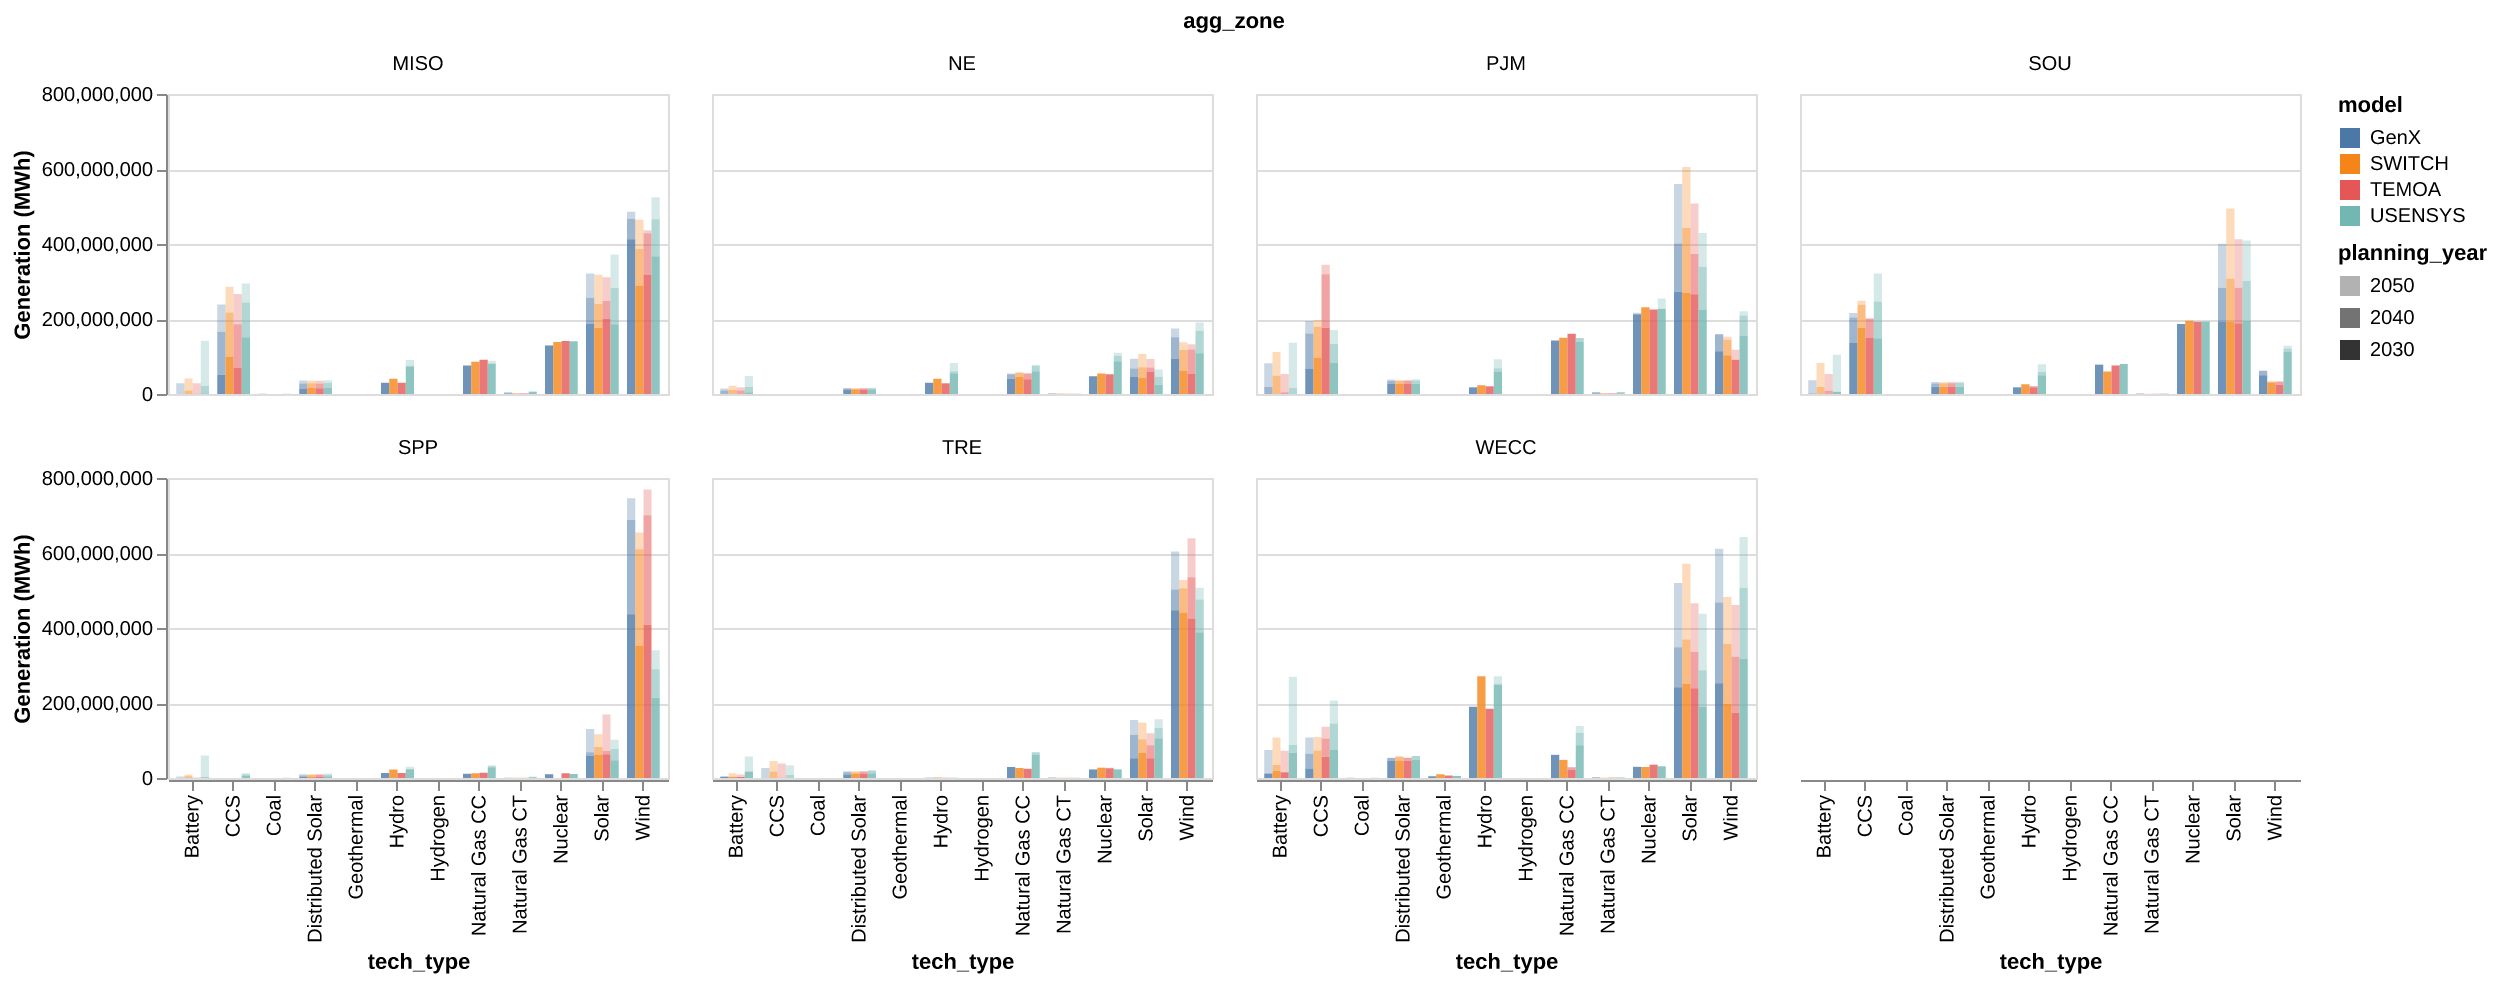 agg_zone
MISO
NE
PJM
SOU
800,000,000
600,000,000
400,000,000
200,000,000
0
Generation (MWh)
model
GenX
SWITCH
TEMOA
USENSYS
planning_year
2050
2040
2030
SPP
TRE
WECC
800,000,000
600,000,000
400,000,000
200,000,000
0
Generation (MWh)
Battery
CCS
Coal
Distributed Solar
Geothermal
Hydro
Hydrogen
Natural Gas CC
Natural Gas CT
Nuclear
Solar
Wind
Battery
CCS
Coal
Distributed Solar
Geothermal
Hydro
Hydrogen
Natural Gas CC
Natural Gas CT
Nuclear
Solar
Wind
Battery
CCS
Coal
Distributed Solar
Geothermal
Hydro
Hydrogen
Natural Gas CC
Natural Gas CT
Nuclear
Solar
Wind
Battery
CCS
Coal
Distributed Solar
Geothermal
Hydro
Hydrogen
Natural Gas CC
Natural Gas CT
Nuclear
Solar
Wind
tech_type
tech_type
tech_type
tech_type